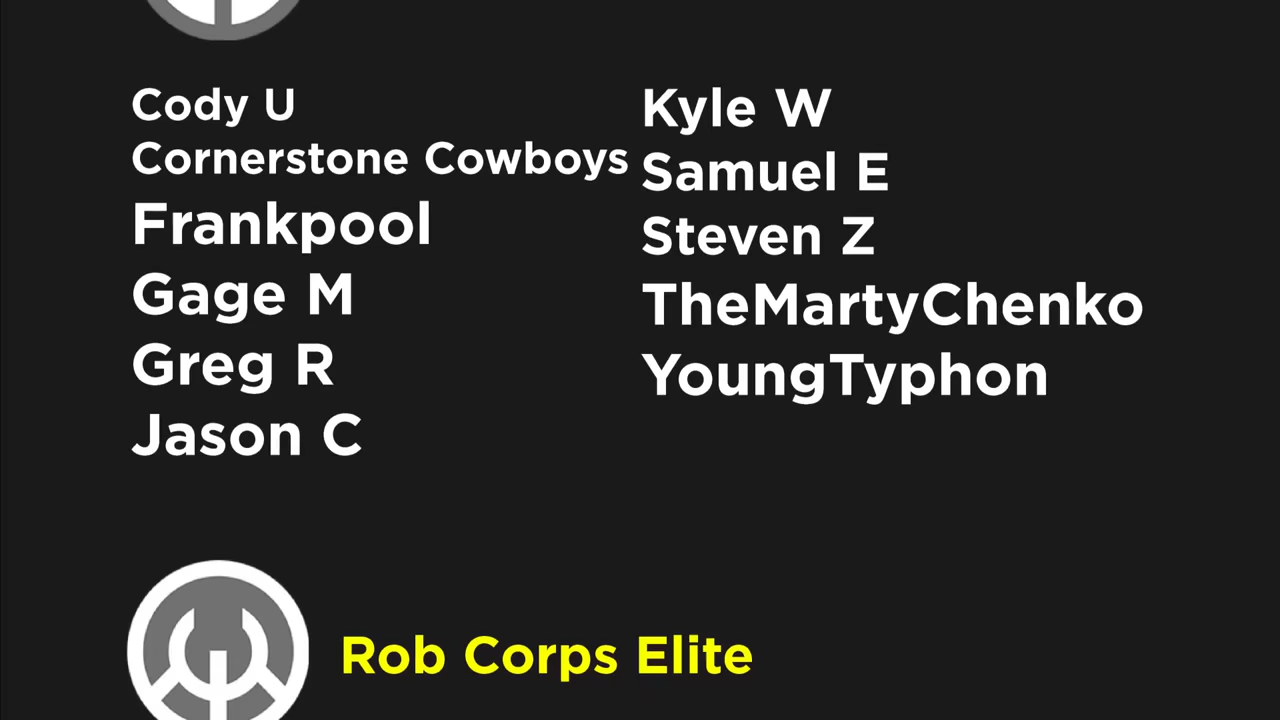 Cody U
Cornerstone Cowboys
Frankpool
Gage M
Greg R
Jason C
Kyle W
Samuel E
Steven Z
TheMartyChenko
YoungTyphon
Rob Corps Elite